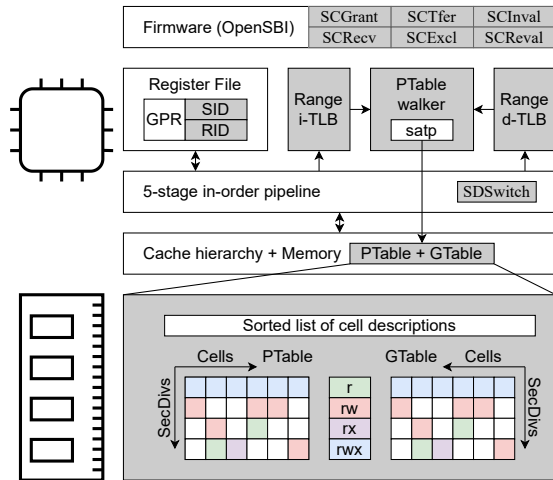 Firmware (OpenSBI)
SCGrant
SCTfer
SCInval
SCRecv
SCExcl
SCReval
Register File
GPR
SID
RID
Range
i-TLB
PTable
walker
satp
Range
d-TLB
5-stage in-order pipeline
SDSwitch
Cache hierarchy + Memory
PTable + GTable
Sorted list of cell descriptions
Cells
PTable
GTable
Cells
SecDivs
SecDivs
r
rw
rx
rwx